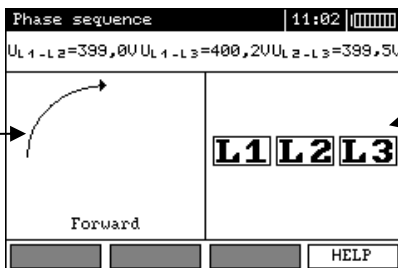 Phase sequence 11:02
UL1-L2=399,0V UL1-L3=400,2V UL2-L3=399,5V
L1 L2 L3
Forward
HELP